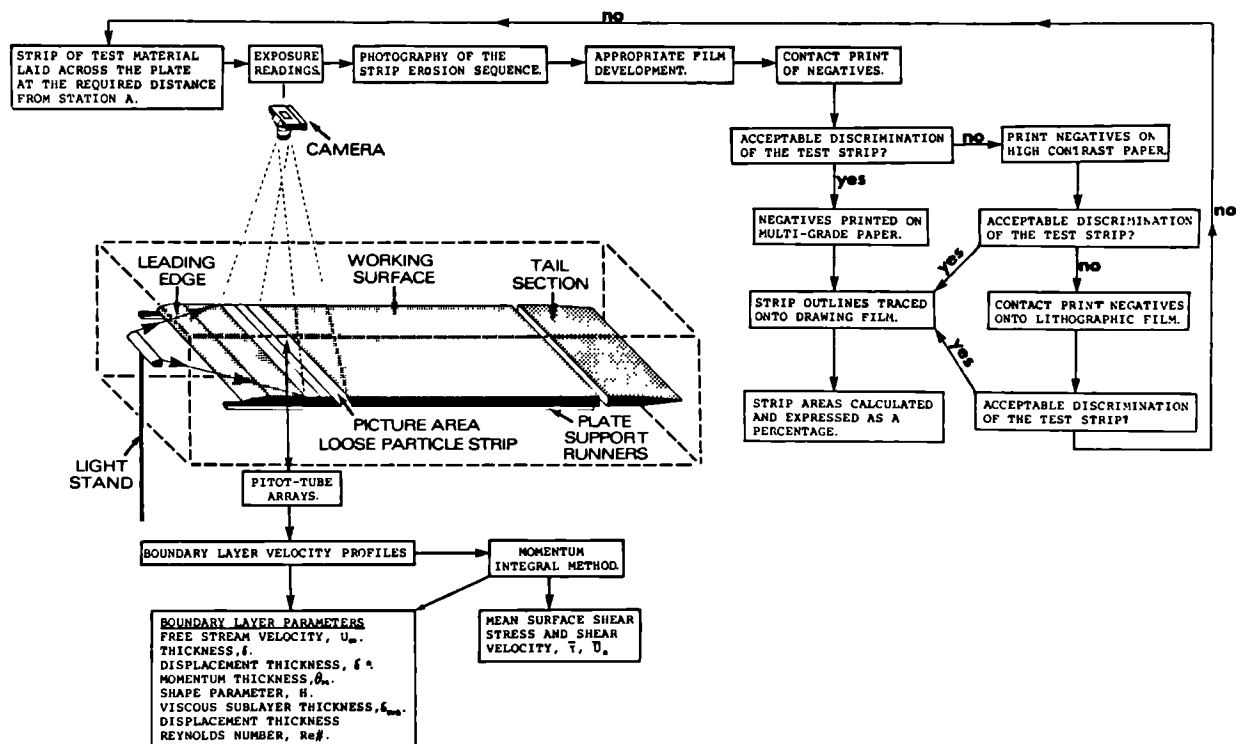 no
STRIP OF TEST MATERIAL
LAID ACROSS THE PLATE
AT THE REQUIRED DISTANCE
FROM STATION A.
EXPOSURE
READINGS.
PHOTOGRAPHY OF THE
STRIP EROSION SEQUENCE.
APPROPRIATE FILM
DEVELOPMENT.
CONTACT PRINT
OF NEGATIVES.
CAMERA
ACCEPTABLE DISCRIMINATION
OF THE TEST STRIP?
no
PRINT NEGATIVES ON
HIGH CONTRAST PAPER.
yes
no
NEGATIVES PRINTED ON
MULTI-GRADE PAPER.
ACCEPTABLE DISCRIMINATION
OF THE TEST STRIP?
yes
no
LEADING
EDGE
WORKING
SURFACE
TAIL
SECTION
STRIP OUTLINES TRACED
ONTO DRAWING FILM.
CONTACT PRINT NEGATIVES
ONTO LITHOGRAPHIC FILM.
yes
STRIP AREAS CALCULATED
AND EXPRESSED AS A
PERCENTAGE.
ACCEPTABLE DISCRIMINATION
OF THE TEST STRIP?
PICTURE AREA
LOOSE PARTICLE STRIP
PLATE
SUPPORT
RUNNERS
LIGHT
STAND
PITOT-TUBE
ARRAYS.
BOUNDARY LAYER VELOCITY PROFILES
MOMENTUM
INTEGRAL METHOD.
BOUNDARY LAYER PARAMETERS
FREE STREAM VELOCITY, U∞.
THICKNESS, δ.
DISPLACEMENT THICKNESS, δ*.
MOMENTUM THICKNESS,
SHAPE PARAMETER, H.
VISCOUS SUBLAYER THICKNESS,
DISPLACEMENT THICKNESS
REYNOLDS NUMBER,
MEAN SURFACE SHEAR
STRESS AND SHEAR
VELOCITY,